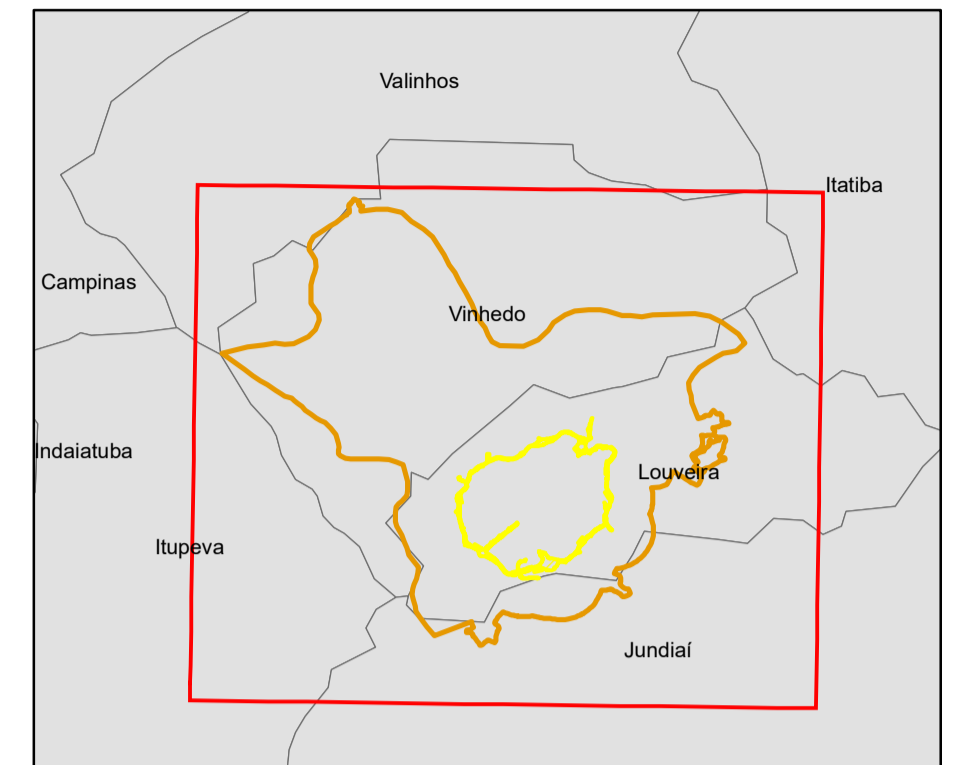 Valinhos
Itatiba
Campinas
Vinhedo
Indaiatuba
Louveira
Itupeva
Jundiaí